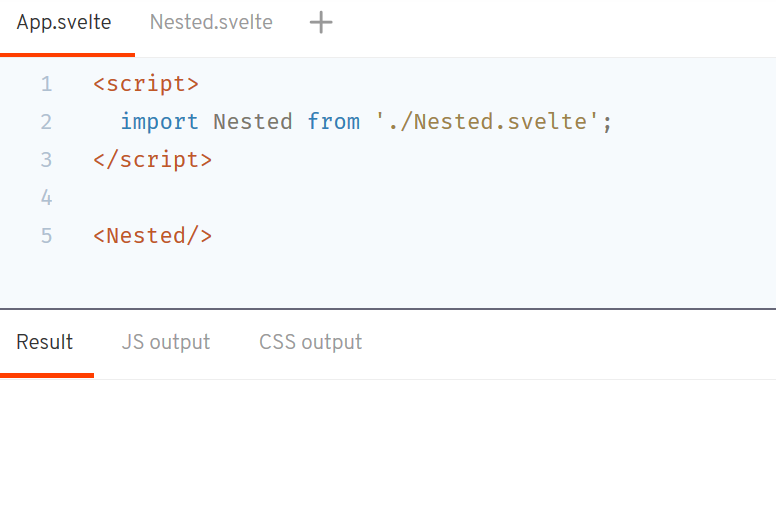 App.svelte Nested.svelte +
1 <script>
2 import Nested from './Nested.svelte';
3 </script>
4
5 <Nested/>
Result JS output CSS output